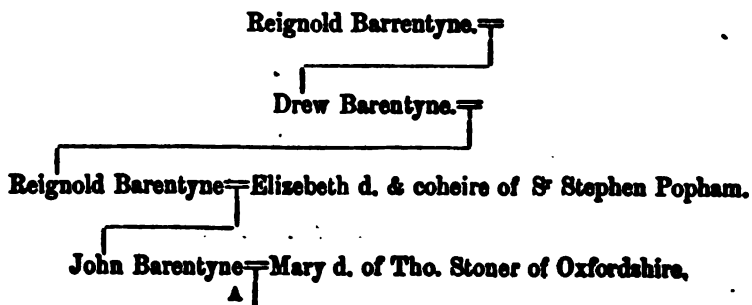 Reignold Barrentyne.=
Drew Barentyne.=
Reignold Barentyne=Elizebeth d. & coheire of Sr Stephen Popham.
John Barentyne=Mary d. of Tho. Stoner of Oxfordshire.
A